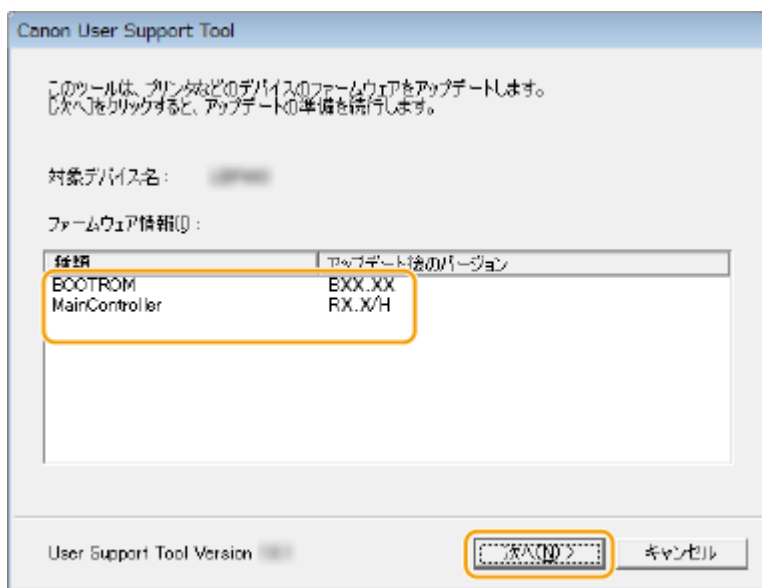 Canon User Support Tool
このツールは、プリンタなどのデバイスのファームウェアをアップデートします。
[次へ]をクリックすると、アップデートの準備を続行します。
対象デバイス名：
ファームウェア情報(I)：
種類 アップデート後のバージョン
BOOTROM BXX.XX
MainController RX.X/H
User Support Tool Version
次へ(N) > キャンセル